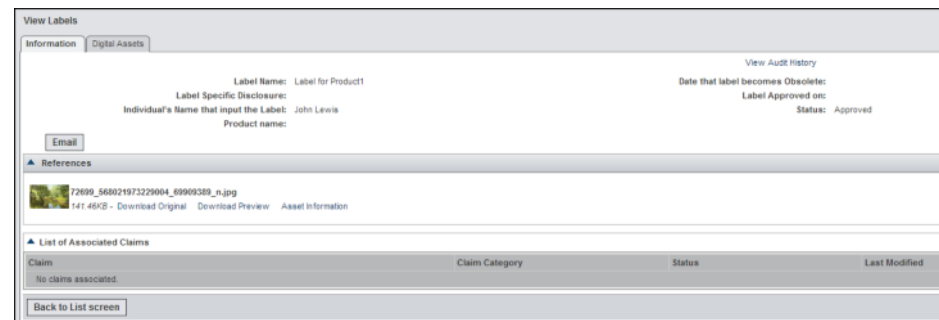 View Labels
Information Digital Assets
View Audit History
Label Name: Label for Product1 Date that label becomes Obsolete:
Label Specific Disclosure: Label Approved on:
Individual's Name that input the Label: John Lewis Status: Approved
Product name:
Email
References
72699_568021973229004_69909389_n.jpg
141.46KB - Download Original Download Preview Asset Information
List of Associated Claims
Claim Claim Category Status Last Modified
No claims associated.
Back to List screen